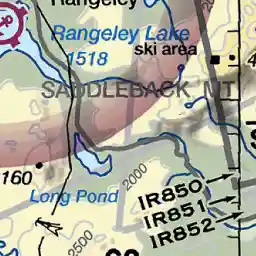 Rangeley
Rangeley Lake
ski area
1518
SADDLEBACK MT
160
2000
Long Pond
IR850
IR851
IR852
2500